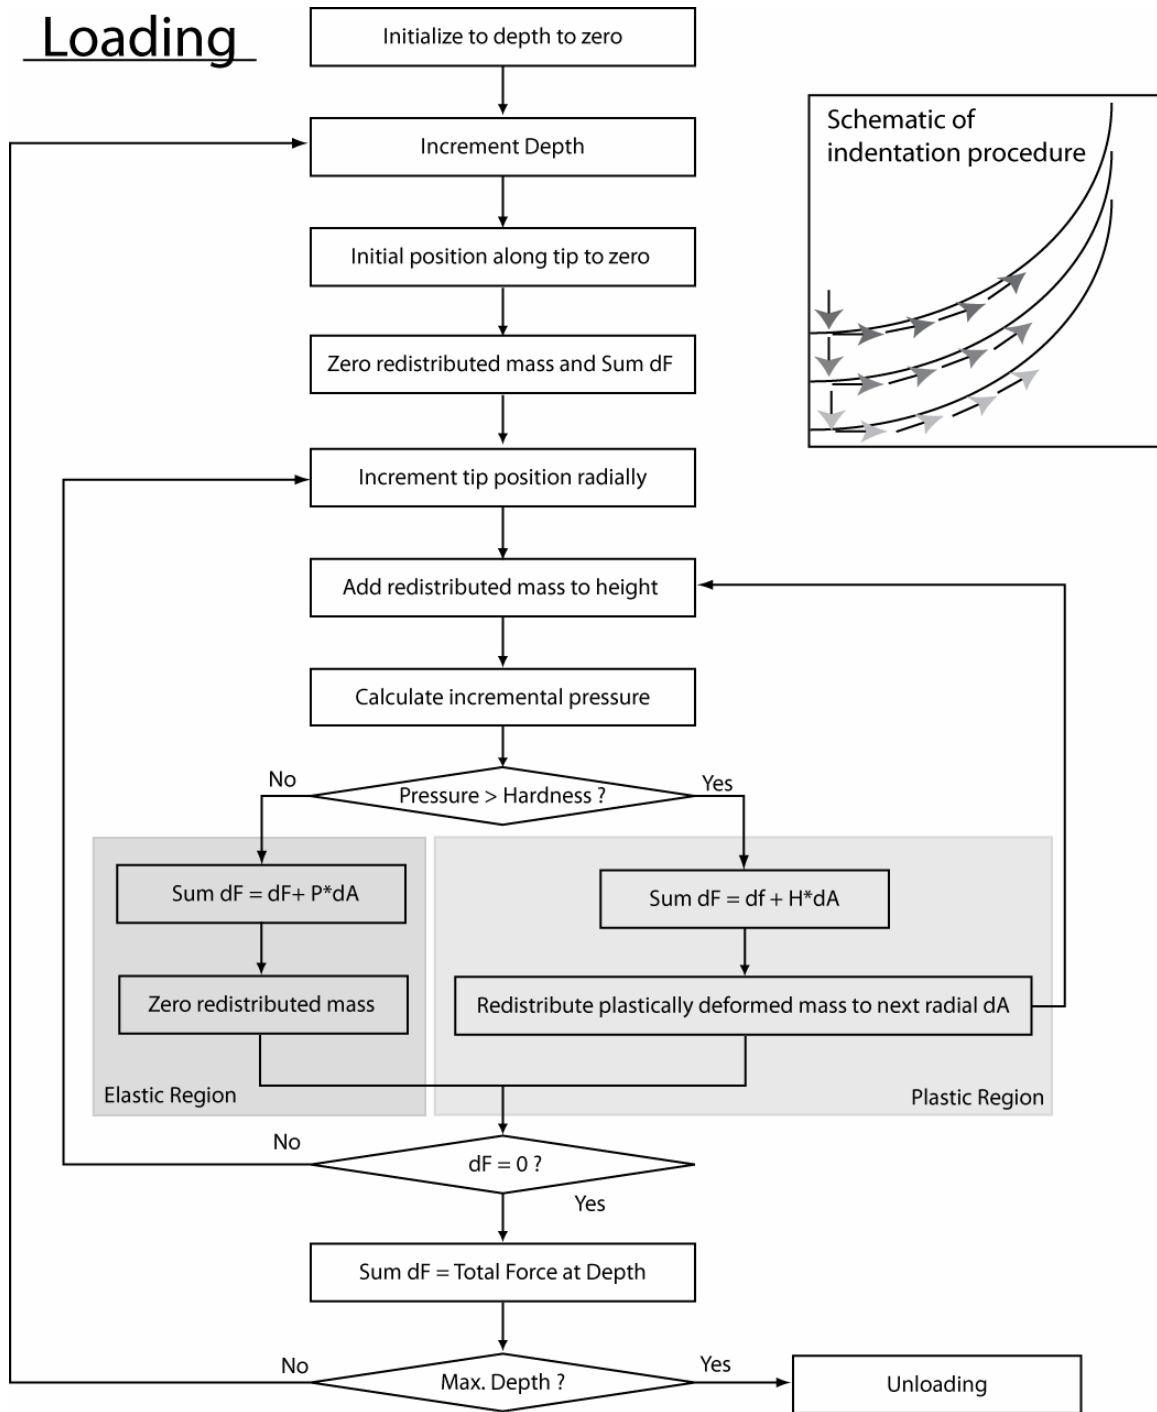 Loading
Initialize to depth to zero
Increment Depth
Schematic of
indentation procedure
Initial position along tip to zero
Zero redistributed mass and Sum dF
Increment tip position radially
Add redistributed mass to height
Calculate incremental pressure
No
Pressure > Hardness ?
Yes
Sum dF = dF+ P*dA
Sum dF = df + H*dA
Zero redistributed mass
Redistribute plastically deformed mass to next radial dA
Elastic Region
Plastic Region
No
dF = 0 ?
Yes
Sum dF = Total Force at Depth
No
Max. Depth ?
Yes
Unloading